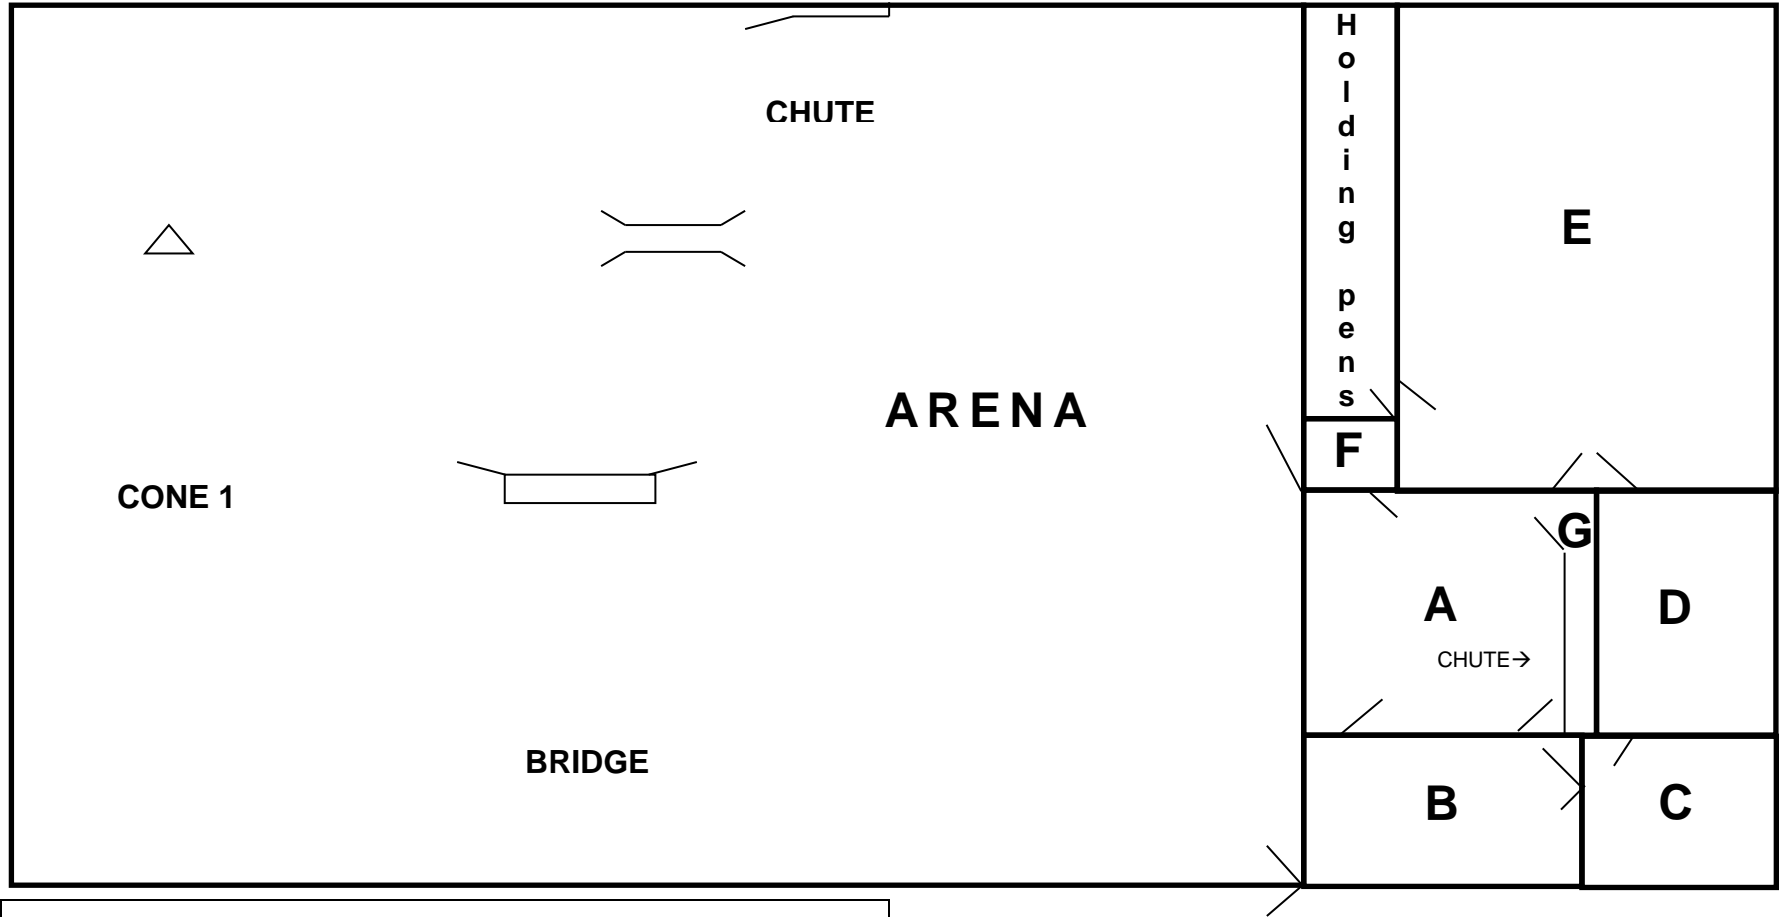 Holding pens
CHUTE
E
ARENA
F
CONE 1
G
A
D
CHUTE→
BRIDGE
B
C